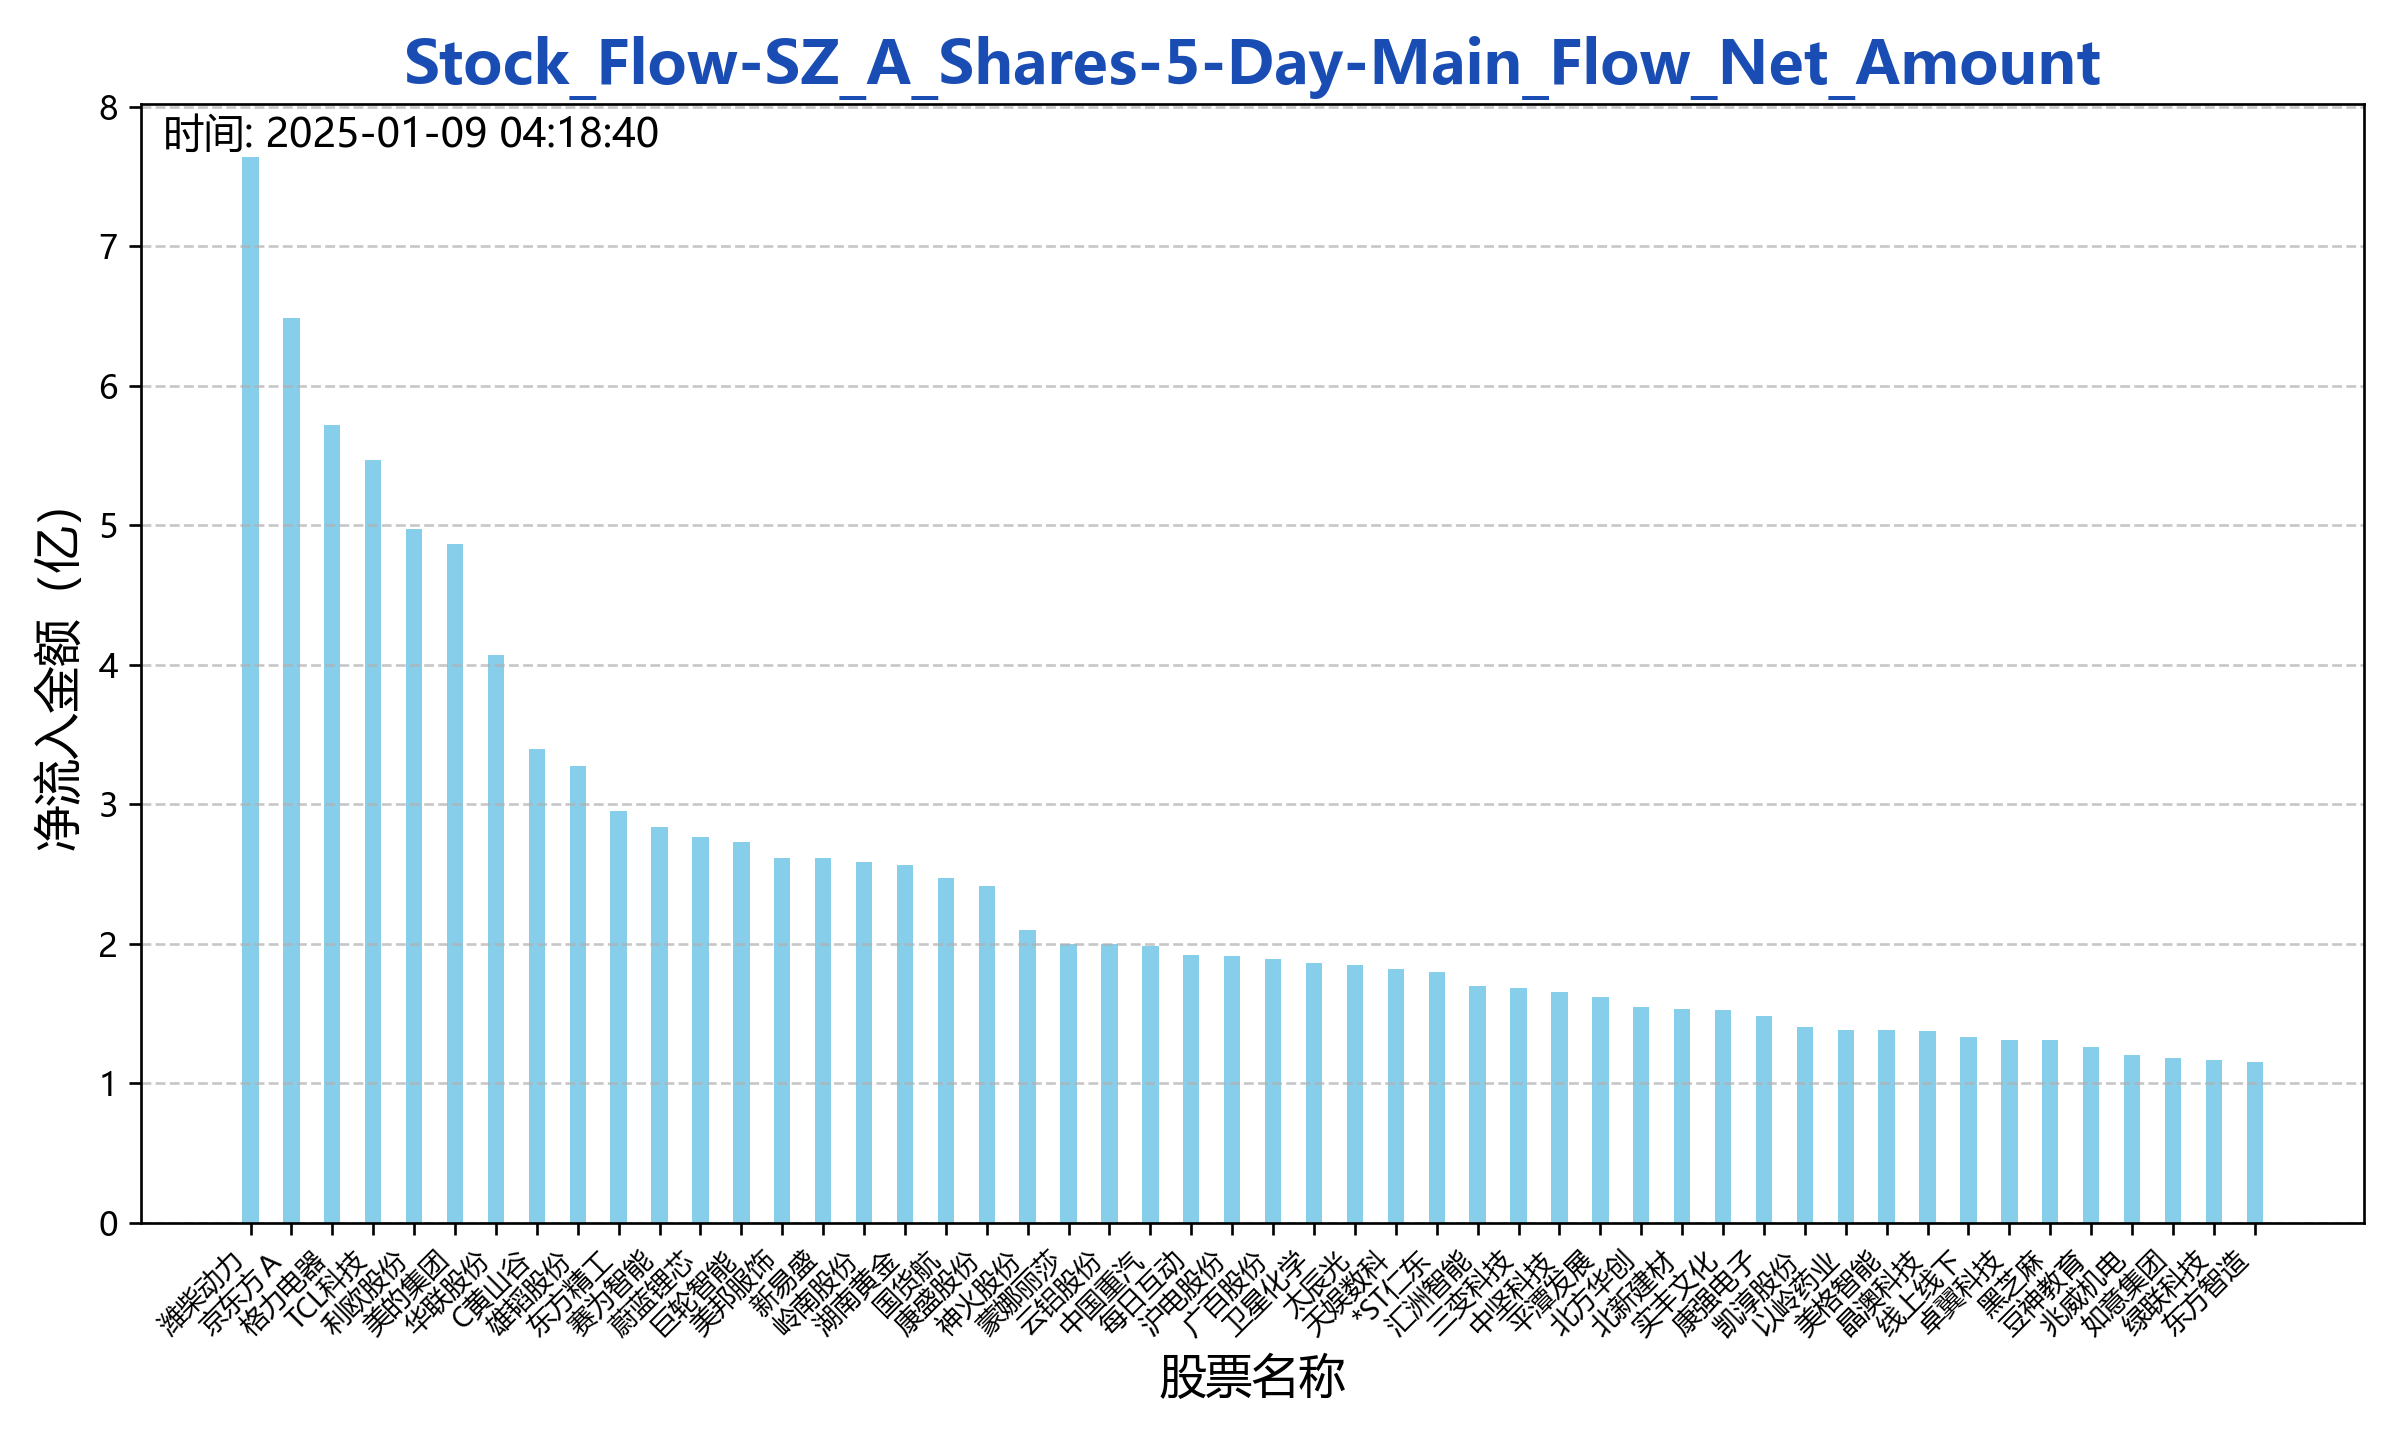 Stock_Flow-SZ_A_Shares-5-Day-Main_Flow_Net_Amount
时间: 2025-01-09 04:18:40
净流入金额（亿）
8
7
6
5
4
3
2
1
0
潍柴动力
京东方A
格力电器
TCL科技
利欧股份
美的集团
华联股份
C黄山谷
雄韬股份
东方精工
赛为智能
蔚蓝锂芯
巨轮智能
美邦服饰
新易盛
岭南股份
湖南黄金
国货航
康盛股份
神火股份
蒙娜丽莎
云铝股份
中国重汽
每日互动
沪电股份
广百股份
卫星化学
太辰光
天娱数科
*ST仁东
汇洲智能
三变科技
中坚科技
平潭发展
北方华创
北新建材
实丰文化
康强电子
凯淳股份
以岭药业
美格智能
晶澳科技
线上线下
卓翼科技
黑芝麻
豆神教育
兆威机电
如意集团
绿联科技
东方智造
股票名称